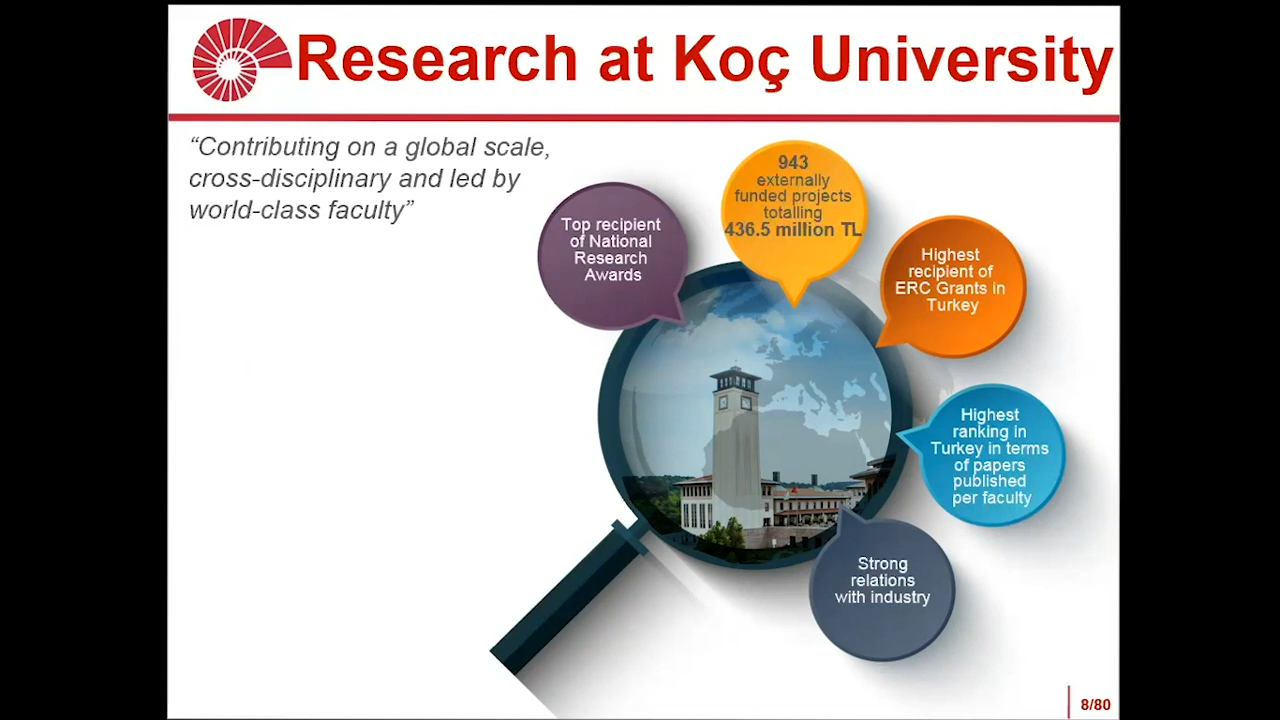 Research at Koç University
“Contributing on a global scale,
cross-disciplinary and led by
world-class faculty”
Top recipient
of National
Research
Awards
943
externally
funded projects
totalling
436.5 million TL
Highest
recipient of
ERC Grants in
Turkey
Highest
ranking in
Turkey in terms
of papers
published
per faculty
Strong
relations
with industry
8/80